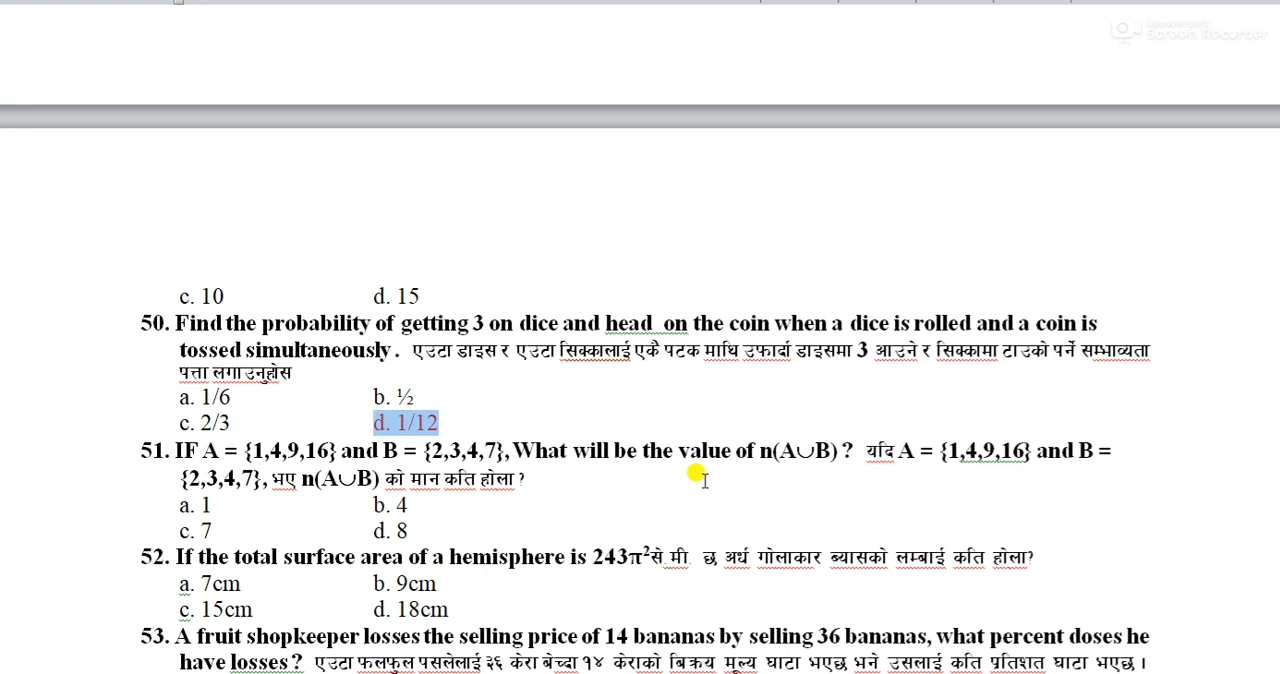 Apowersoft
Screen Recorder
c. 10 d. 15
50. Find the probability of getting 3 on dice and head on the coin when a dice is rolled and a coin is
tossed simultaneously. एउटा डाइस र एउटा सिक्कालाई एकै पटक माथि उफार्दा डाइसमा 3 आउने र सिक्कामा टाउको पर्ने सम्भाव्यता
पत्ता लगाउनुहोस
a. 1/6 b. ½
c. 2/3 d. 1/12
51. IF A = {1,4,9,16} and B = {2,3,4,7}, What will be the value of n(A∪B) ? यदि A = {1,4,9,16} and B =
{2,3,4,7}, भए n(A∪B) को मान कति होला ?
a. 1 b. 4
c. 7 d. 8
52. If the total surface area of a hemisphere is 243π²से.मी. छ अर्ध गोलाकार ब्यासको लम्बाई कति होला?
a. 7cm b. 9cm
c. 15cm d. 18cm
53. A fruit shopkeeper losses the selling price of 14 bananas by selling 36 bananas, what percent doses he
have losses ? एउटा फलफुल पसलेलाई ३६ केरा बेच्दा १४ केराको बिक्रय मूल्य घाटा भएछ भने उसलाई कति प्रतिशत घाटा भएछ ।